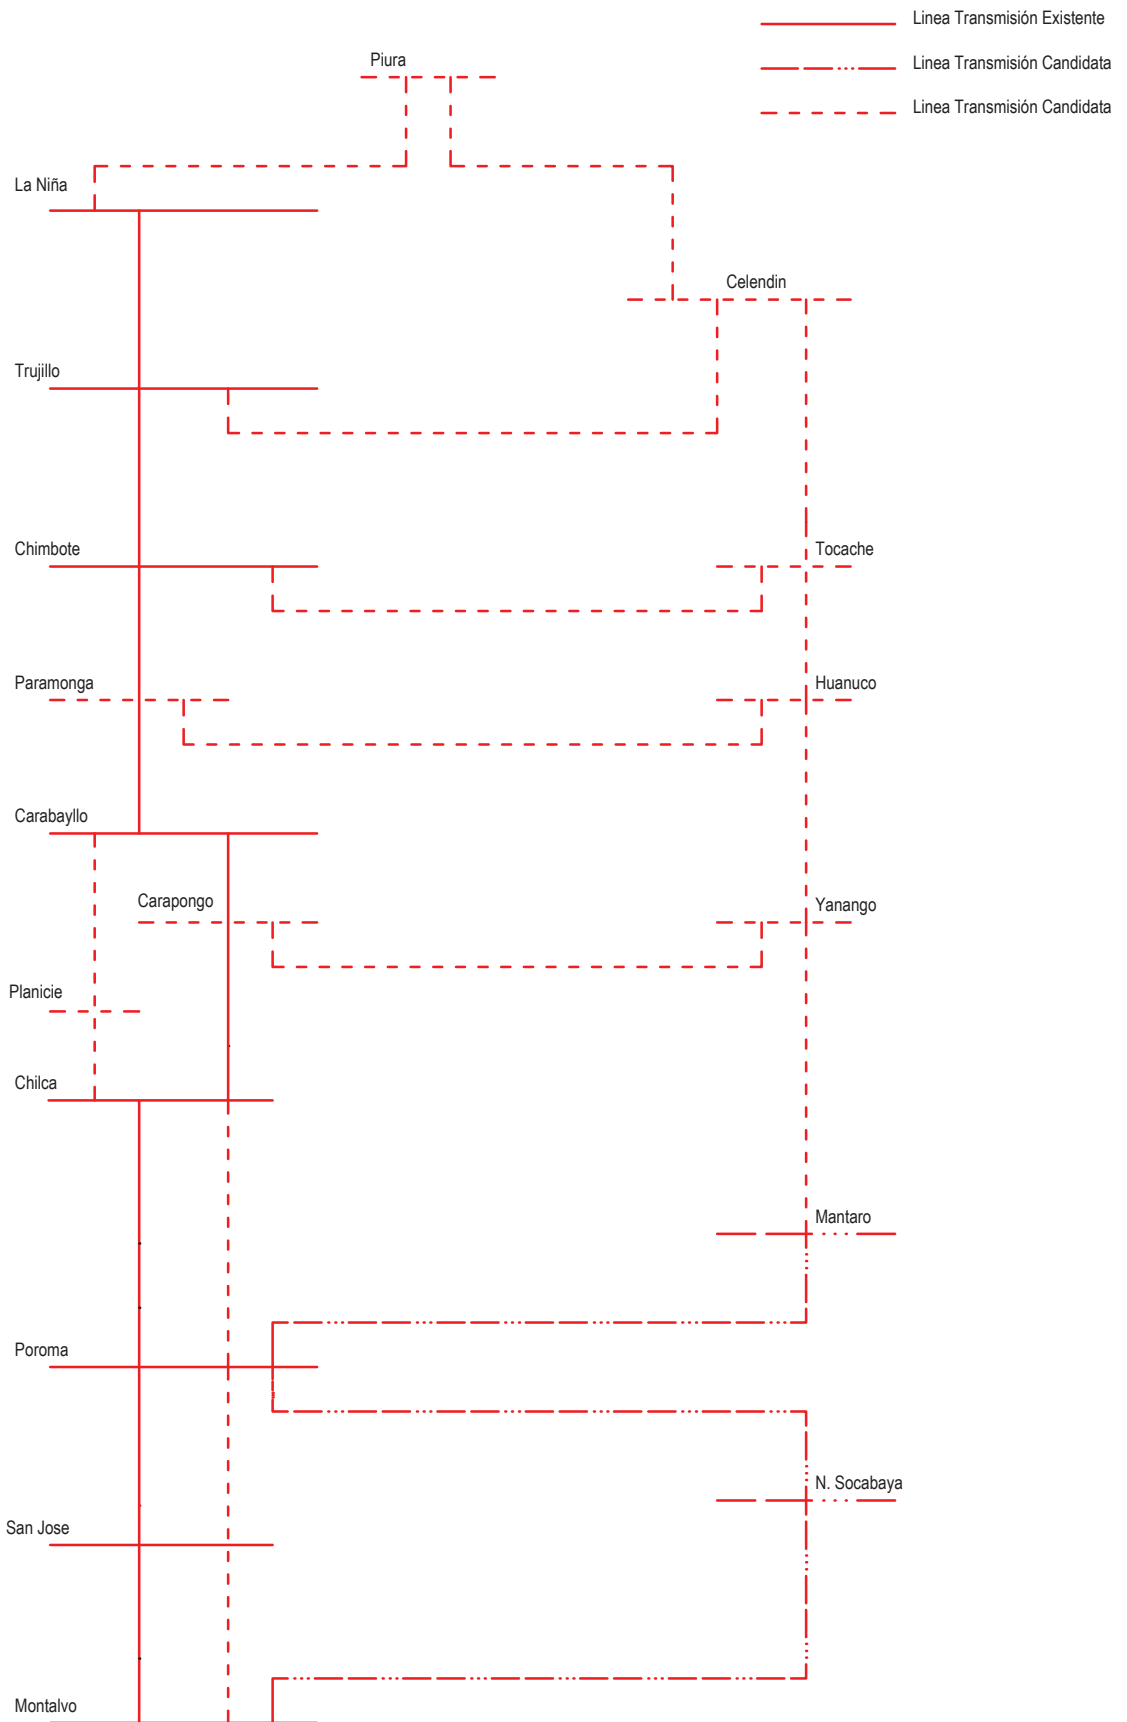 Linea Transmisión Existente
Linea Transmisión Candidata
Linea Transmisión Candidata
Piura
La Niña
Celendin
Trujillo
Chimbote
Tocache
Paramonga
Huanuco
Carabayllo
Carapongo
Yanango
Planicie
Chilca
Mantaro
Poroma
N. Socabaya
San Jose
Montalvo